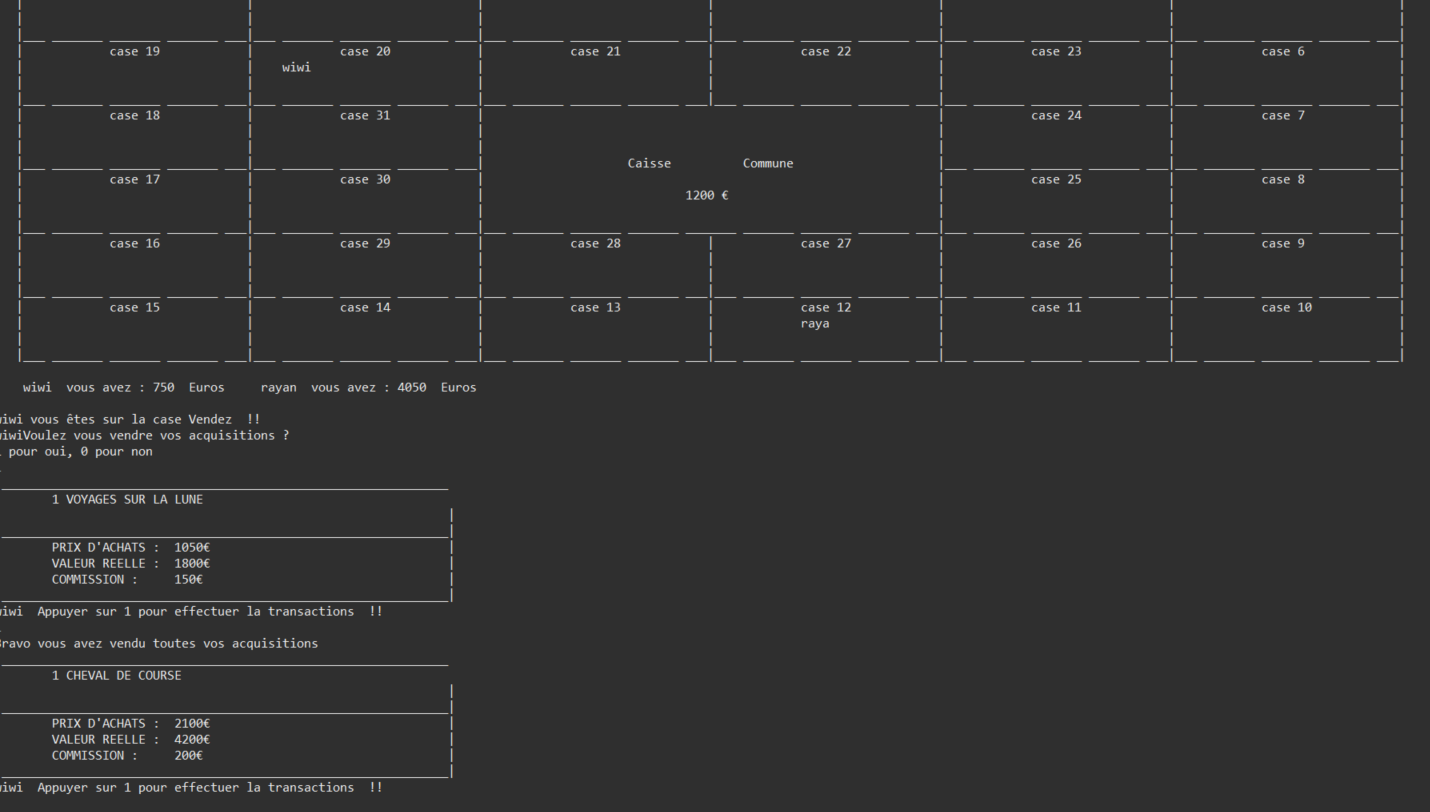 case 19 case 20 case 21 case 22 case 23 case 6
wiwi
case 18 case 31 case 24 case 7
Caisse Commune
case 17 case 30 case 25 case 8
1200 €
case 16 case 29 case 28 case 27 case 26 case 9
case 15 case 14 case 13 case 12 case 11 case 10
raya
wiwi vous avez : 750 Euros rayan vous avez : 4050 Euros
wiwi vous êtes sur la case Vendez !!
wiwiVoulez vous vendre vos acquisitions ?
pour oui, 0 pour non
1 VOYAGES SUR LA LUNE
PRIX D'ACHATS : 1050€
VALEUR REELLE : 1800€
COMMISSION : 150€
wiwi Appuyer sur 1 pour effectuer la transactions !!
Bravo vous avez vendu toutes vos acquisitions
1 CHEVAL DE COURSE
PRIX D'ACHATS : 2100€
VALEUR REELLE : 4200€
COMMISSION : 200€
wiwi Appuyer sur 1 pour effectuer la transactions !!